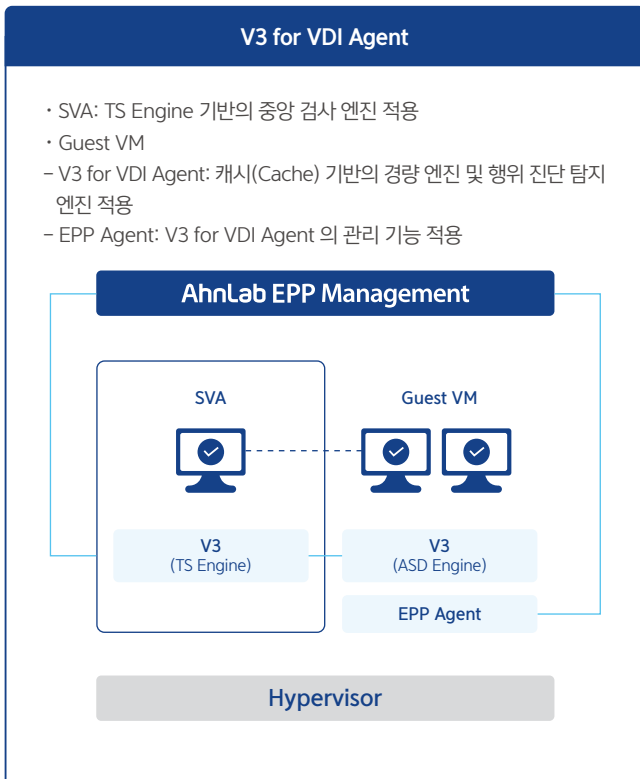 V3 for VDI Agent
· SVA: TS Engine 기반의 중앙 검사 엔진 적용
· Guest VM
- V3 for VDI Agent: 캐시(Cache) 기반의 경량 엔진 및 행위 진단 탐지
엔진 적용
- EPP Agent: V3 for VDI Agent 의 관리 기능 적용
AhnLab EPP Management
SVA
Guest VM
V3
(TS Engine)
V3
(ASD Engine)
EPP Agent
Hypervisor